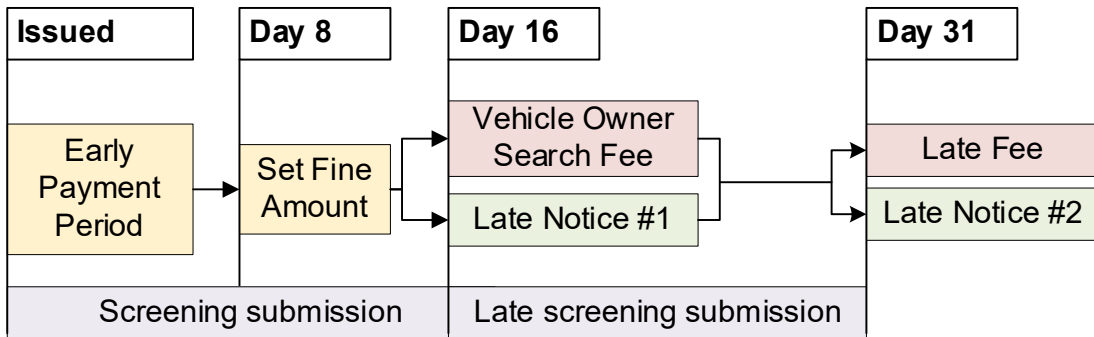 Issued
Day 8
Day 16
Day 31
Early
Payment
Period
Set Fine
Amount
Vehicle Owner
Search Fee
Late Notice #1
Late Fee
Late Notice #2
Screening submission
Late screening submission